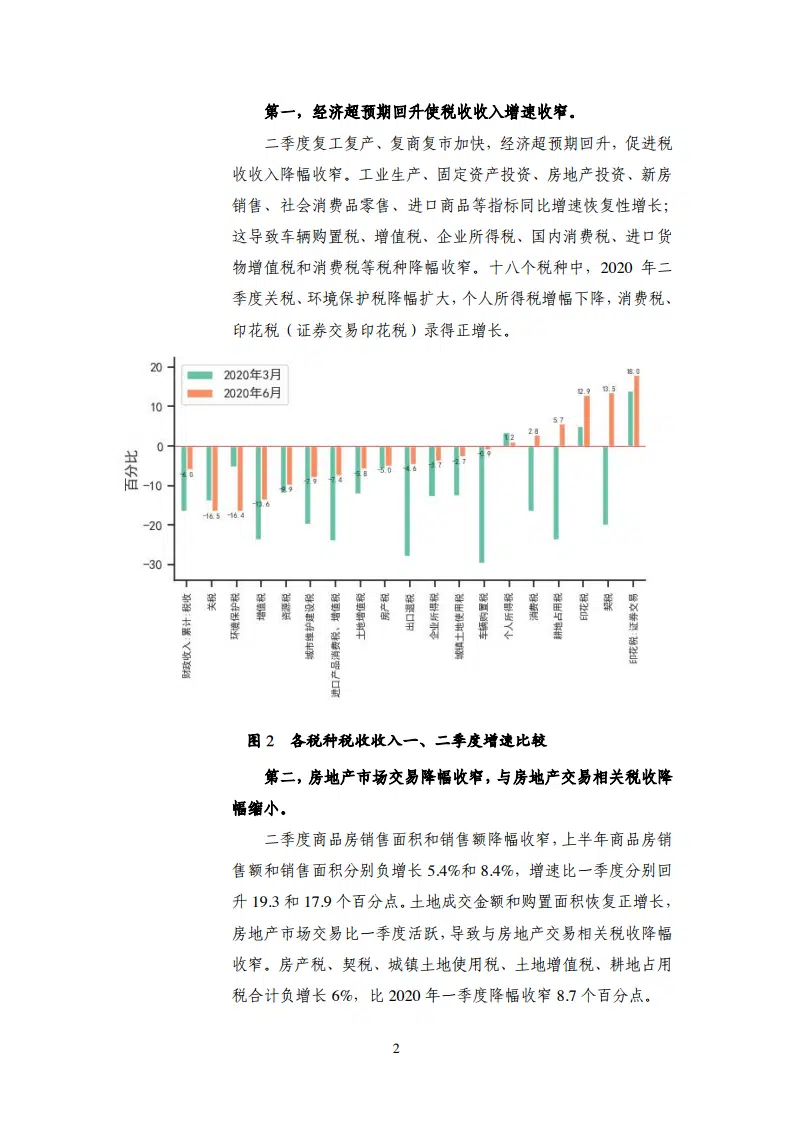 第一，经济超预期回升使税收收入增速收窄。
二季度复工复产、复商复市加快，经济超预期回升，促进税
收收入降幅收窄。工业生产、固定资产投资、房地产投资、新房
销售、社会消费品零售、进口商品等指标同比增速恢复性增长；
这导致车辆购置税、增值税、企业所得税、国内消费税、进口货
物增值税和消费税等税种降幅收窄。十八个税种中，2020 年二
季度关税、环境保护税降幅扩大，个人所得税增幅下降，消费税、
印花税（证券交易印花税）录得正增长。
2020年3月
2020年6月
百分比
20
10
0
-10
-20
-30
-6.0
-16.5
-16.4
-13.6
-9.9
-7.9
-7.4
-5.8
-5.0
-4.6
-3.7
-2.7
-0.9
1.2
2.8
5.7
12.9
13.5
18.0
财政收入:累计:税收
关税
环境保护税
增值税
资源税
城市维护建设税
进口产品消费税、增值税
土地增值税
房产税
出口退税
企业所得税
城镇土地使用税
车辆购置税
个人所得税
消费税
耕地占用税
印花税
契税
印花税:证券交易
图 2 各税种税收收入一、二季度增速比较
第二，房地产市场交易降幅收窄，与房地产交易相关税收降
幅缩小。
二季度商品房销售面积和销售额降幅收窄，上半年商品房销
售额和销售面积分别负增长 5.4%和 8.4%，增速比一季度分别回
升 19.3 和 17.9 个百分点。土地成交金额和购置面积恢复正增长，
房地产市场交易比一季度活跃，导致与房地产交易相关税收降幅
收窄。房产税、契税、城镇土地使用税、土地增值税、耕地占用
税合计负增长 6%，比 2020 年一季度降幅收窄 8.7 个百分点。
2